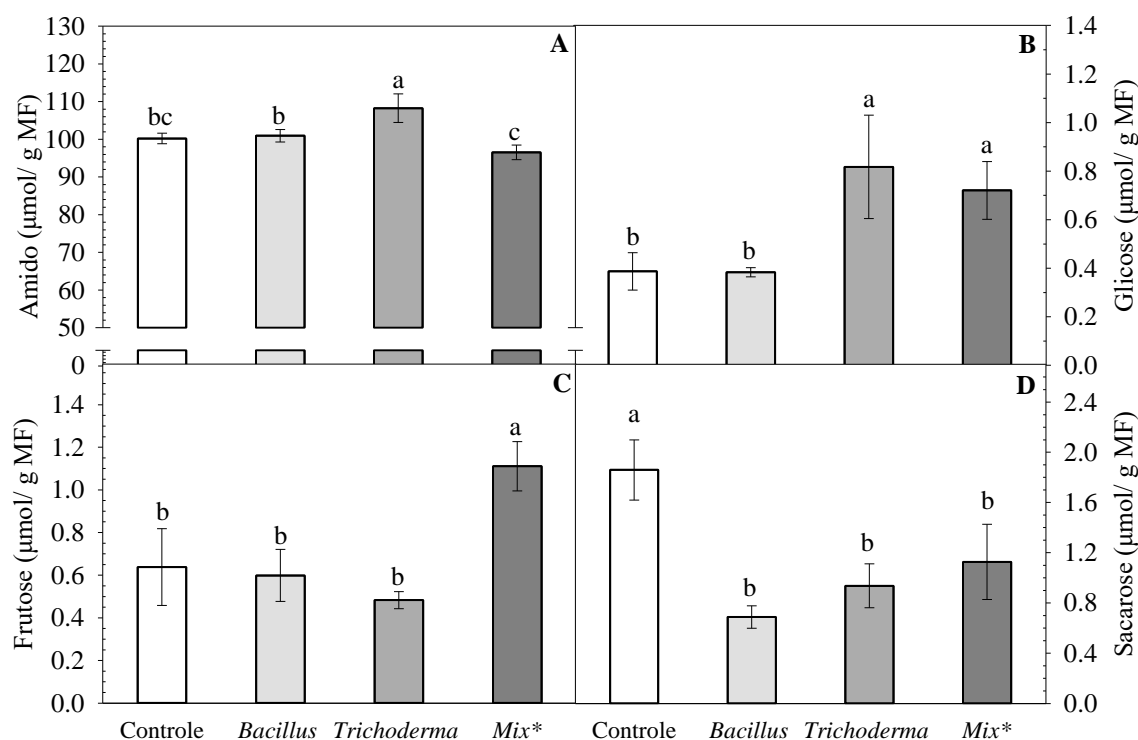 A
Amido (μmol/ g MF)
130
120
110
100
90
80
70
60
50
0
bc
b
a
c
B
Glicose (μmol/ g MF)
1.4
1.2
1.0
0.8
0.6
0.4
0.2
0.0
b
b
a
a
C
Frutose (μmol/ g MF)
1.4
1.2
1.0
0.8
0.6
0.4
0.2
0.0
b
b
b
a
D
Sacarose (μmol/ g MF)
2.4
2.0
1.6
1.2
0.8
0.4
0.0
a
b
b
b
Controle Bacillus Trichoderma Mix*
Controle Bacillus Trichoderma Mix*